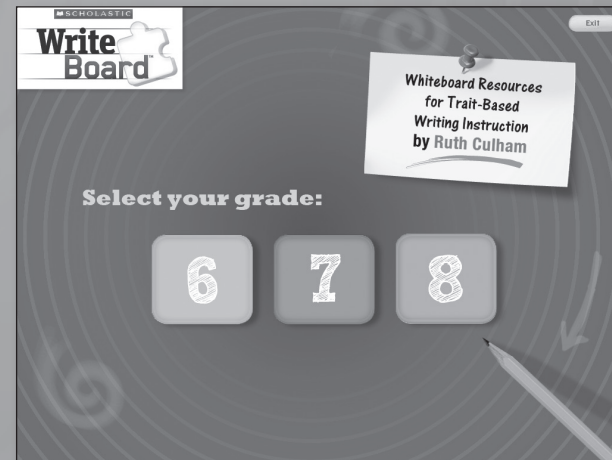 SCHOLASTIC
Write
Board™
Exit
Whiteboard Resources
for Trait-Based
Writing Instruction
by Ruth Culham
Select your grade:
6 7 8